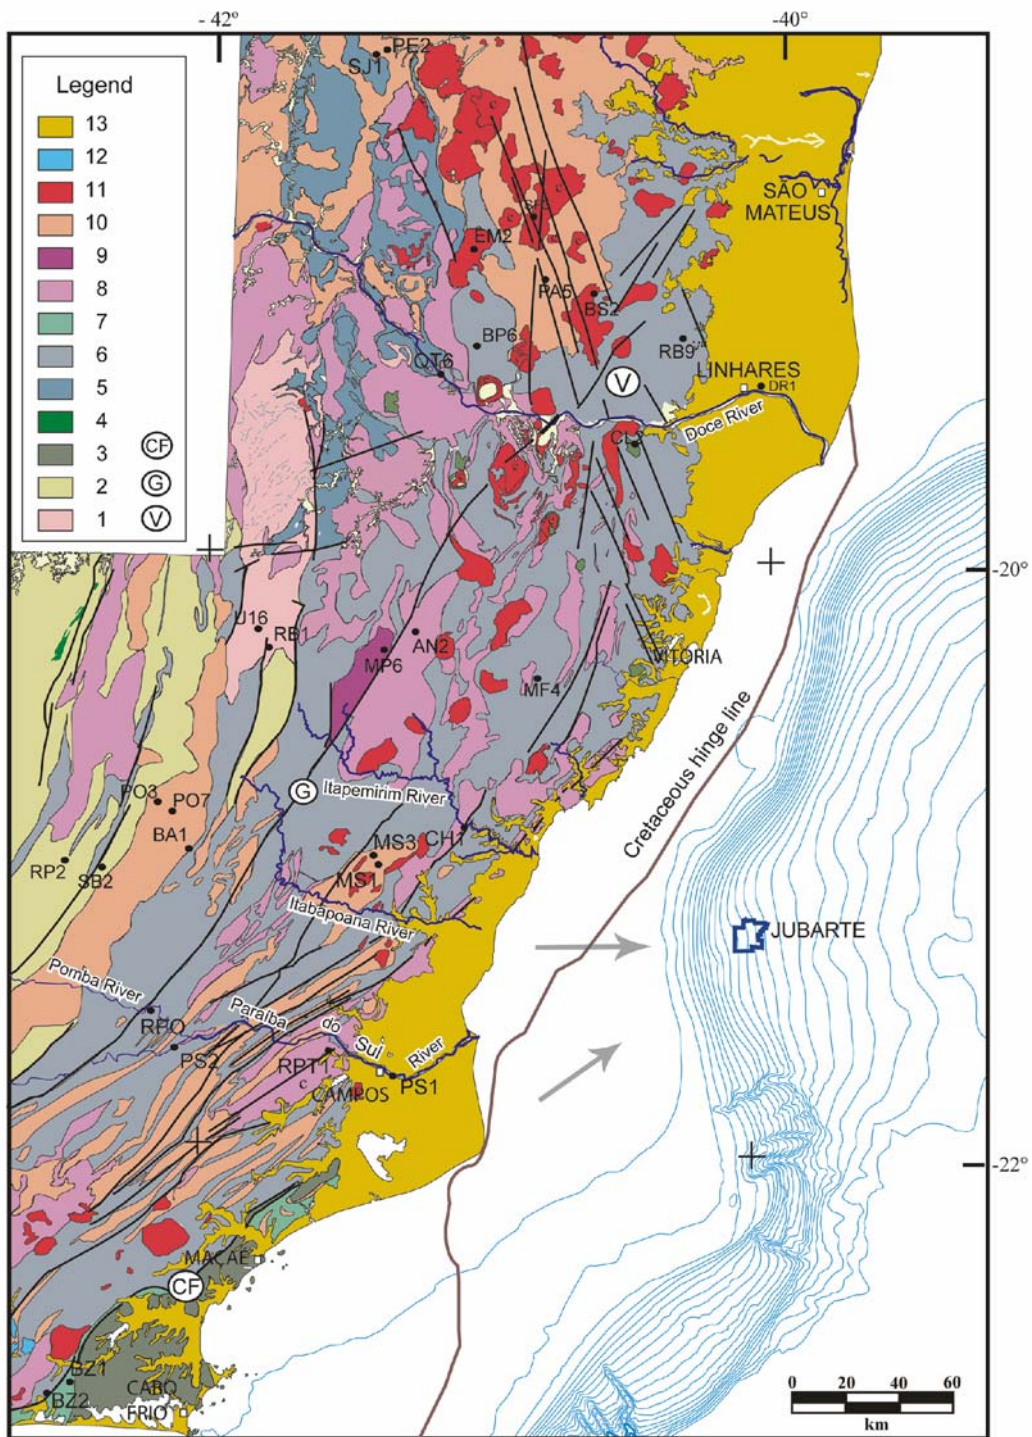 - 42°
-40°
Legend
13
12
11
10
9
8
7
6
5
4
3 CF
2 G
1 V
PE2
SJ1
SÃO
MATEUS
EM2
PA5
BS2
BP6
RB9
QT6
V
LINHARES
DR1
Doce River
CL2
-20°
U16
RB1
AN2
MP6
VITORIA
MF4
Cretaceous hinge line
G
Itapemirim River
PO3
PO7
BA1
CH1
MS3
RP2
SB2
MS1
Itabapoana River
JUBARTE
Pomba River
Paraíba do Sul River
RPO
PS2
RPT1
C
CAMPOS
PS1
-22°
MACAÉ
CF
BZ1
BZ2
CABO
FRIO
0 20 40 60
km